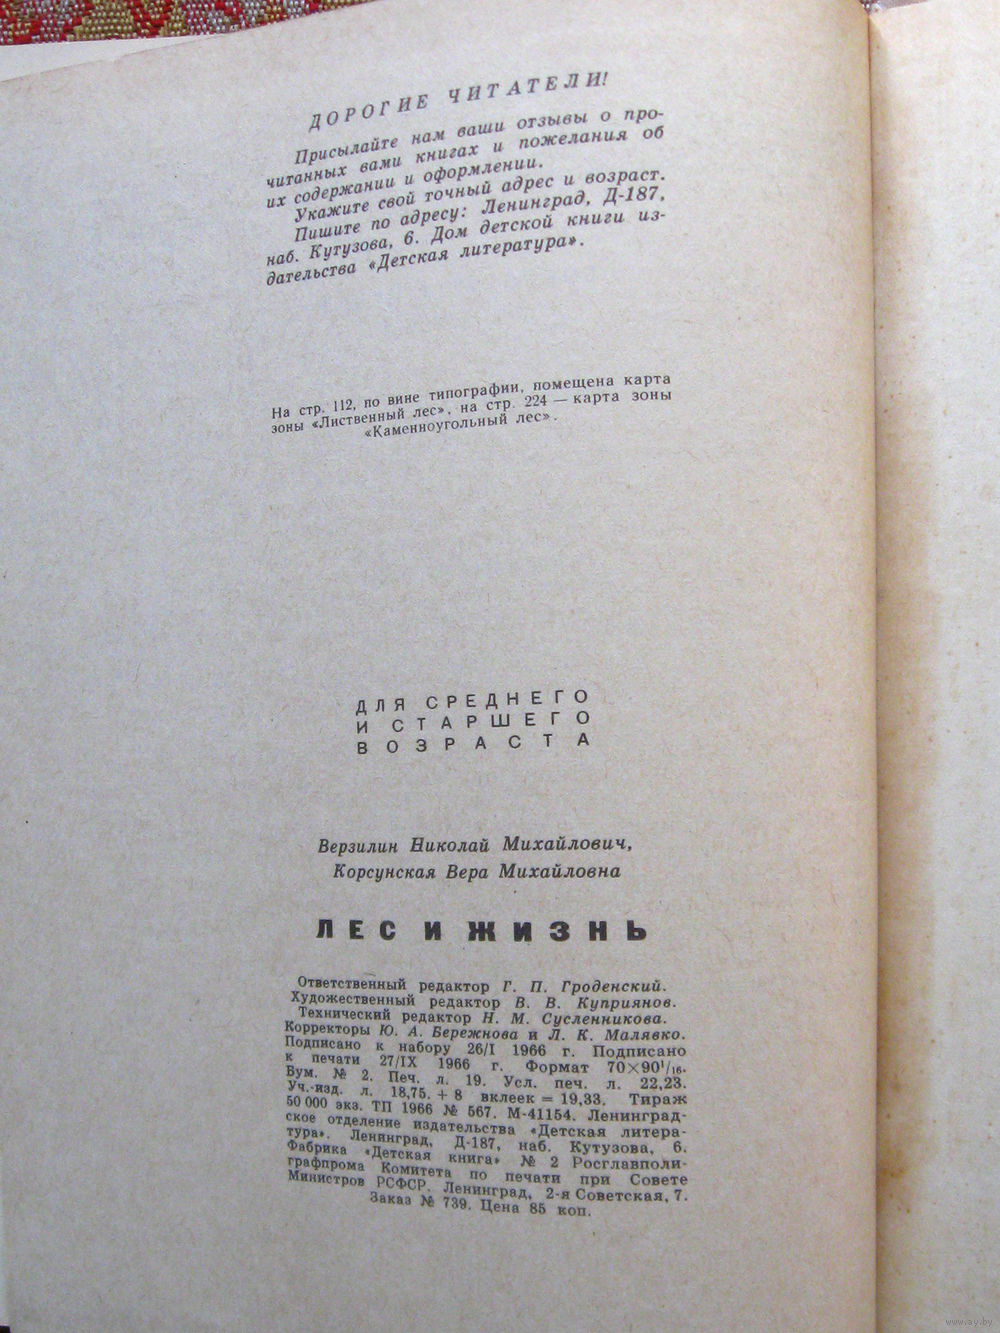 ДОРОГИЕ ЧИТАТЕЛИ!
Присылайте нам ваши отзывы о про-
читанных вами книгах и пожелания об
их содержании и оформлении.
Укажите свой точный адрес и возраст.
Пишите по адресу: Ленинград, Д-187,
наб. Кутузова, 6. Дом детской книги из-
дательства «Детская литература».
На стр. 112, по вине типографии, помещена карта
зоны «Лиственный лес», на стр. 224 — карта зоны
«Каменноугольный лес».
ДЛЯ СРЕДНЕГО
И СТАРШЕГО
ВОЗРАСТА
Верзилин Николай Михайлович,
Корсунская Вера Михайловна
ЛЕС И ЖИЗНЬ
Ответственный редактор Г. П. Гроденский.
Художественный редактор В. В. Куприянов.
Технический редактор Н. М. Сусленникова.
Корректоры Ю. А. Бережнова и Л. К. Малявко.
Подписано к набору 26/I 1966 г. Подписано
к печати 27/IX 1966 г. Формат 70×90¹/₁₆.
Бум. № 2. Печ. л. 19. Усл. печ. л. 22,23.
Уч.-изд. л. 18,75. + 8 вклеек = 19,33. Тираж
50 000 экз. ТП 1966 № 567. М-41154. Ленинград-
ское отделение издательства «Детская литера-
тура». Ленинград, Д-187, наб. Кутузова, 6.
Фабрика «Детская книга» № 2 Росглавполи-
графпрома Комитета по печати при Совете
Министров РСФСР. Ленинград, 2-я Советская, 7.
Заказ № 739. Цена 85 коп.
www.ay.by